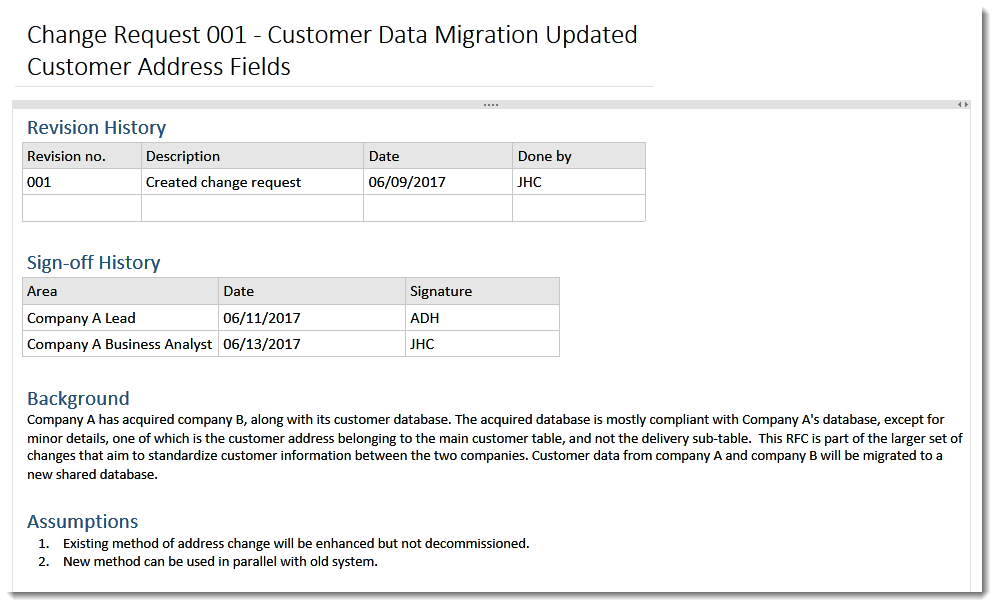 Change Request 001 - Customer Data Migration Updated
Customer Address Fields
Revision History
Revision no. Description Date Done by
001 Created change request 06/09/2017 JHC
Sign-off History
Area Date Signature
Company A Lead 06/11/2017 ADH
Company A Business Analyst 06/13/2017 JHC
Background
Company A has acquired company B, along with its customer database. The acquired database is mostly compliant with Company A's database, except for
minor details, one of which is the customer address belonging to the main customer table, and not the delivery sub-table.  This RFC is part of the larger set of
changes that aim to standardize customer information between the two companies. Customer data from company A and company B will be migrated to a
new shared database.
Assumptions
1. Existing method of address change will be enhanced but not decommissioned.
2. New method can be used in parallel with old system.